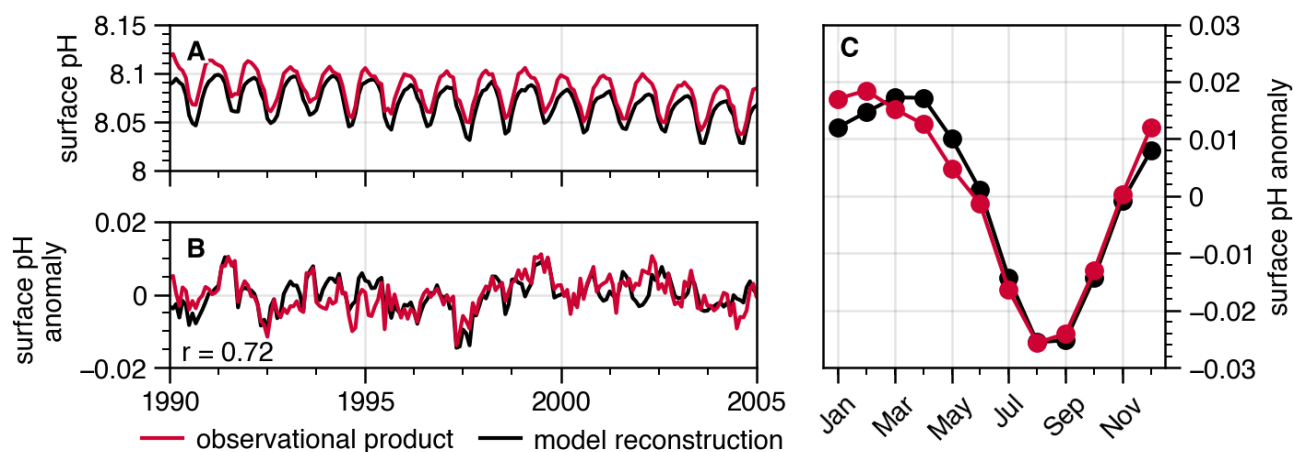 A
surface pH
8.15
8.1
8.05
8
B
surface pH
anomaly
0.02
0
−0.02
r = 0.72
1990
1995
2000
2005
observational product
model reconstruction
C
0.03
0.02
0.01
0
−0.01
−0.02
−0.03
surface pH anomaly
Jan
Mar
May
Jul
Sep
Nov